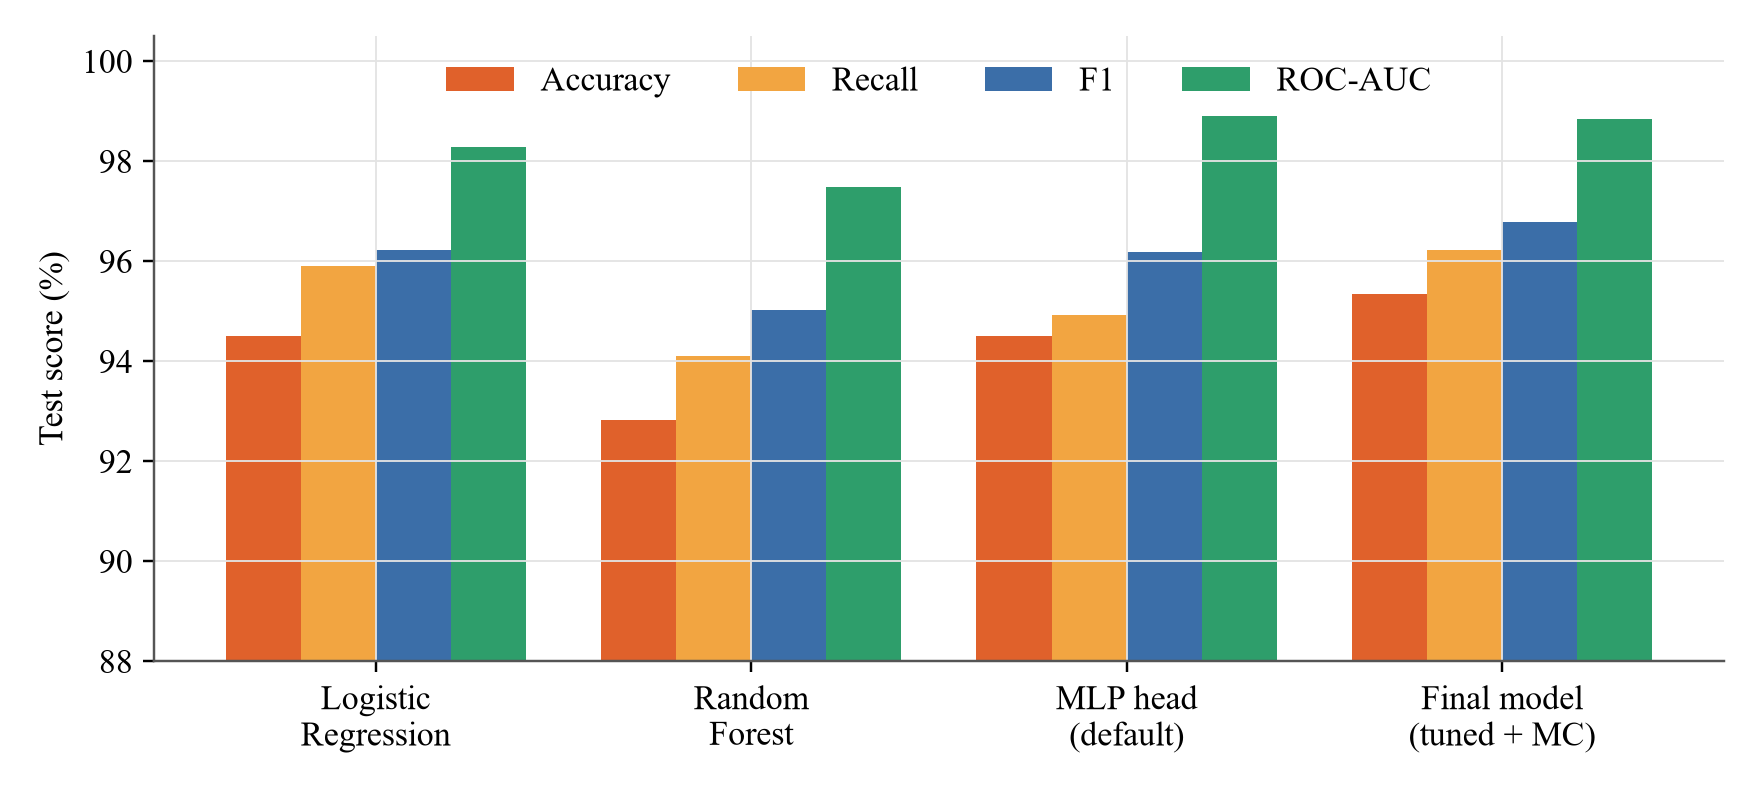 Accuracy Recall F1 ROC-AUC
100
98
96
94
92
90
88
Test score (%)
Logistic
Regression
Random
Forest
MLP head
(default)
Final model
(tuned + MC)